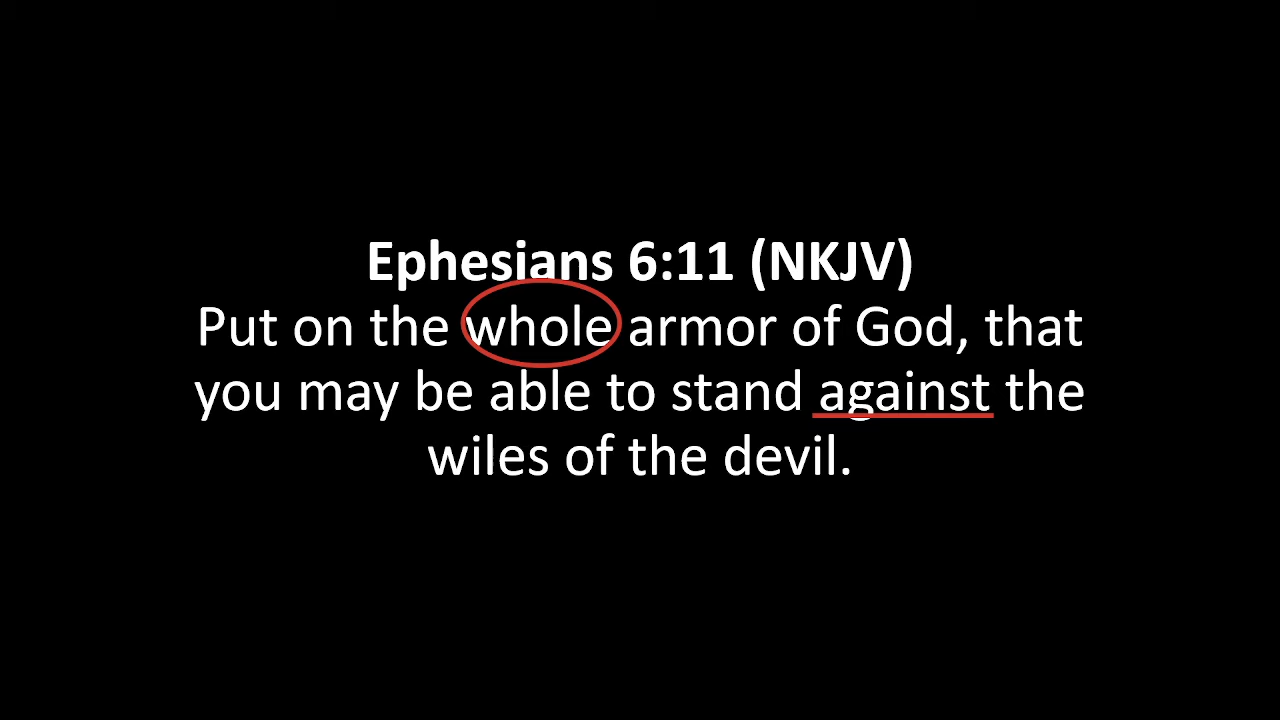 Ephesians 6:11 (NKJV)
Put on the whole armor of God, that
you may be able to stand against the
wiles of the devil.